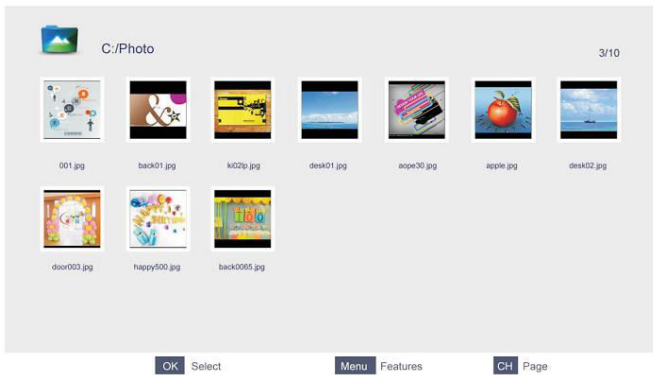 C:/Photo
3/10
001.jpg
back01.jpg
ki02lp.jpg
desk01.jpg
aope30.jpg
apple.jpg
desk02.jpg
door003.jpg
happy500.jpg
back0065.jpg
OK Select
Menu Features
CH Page